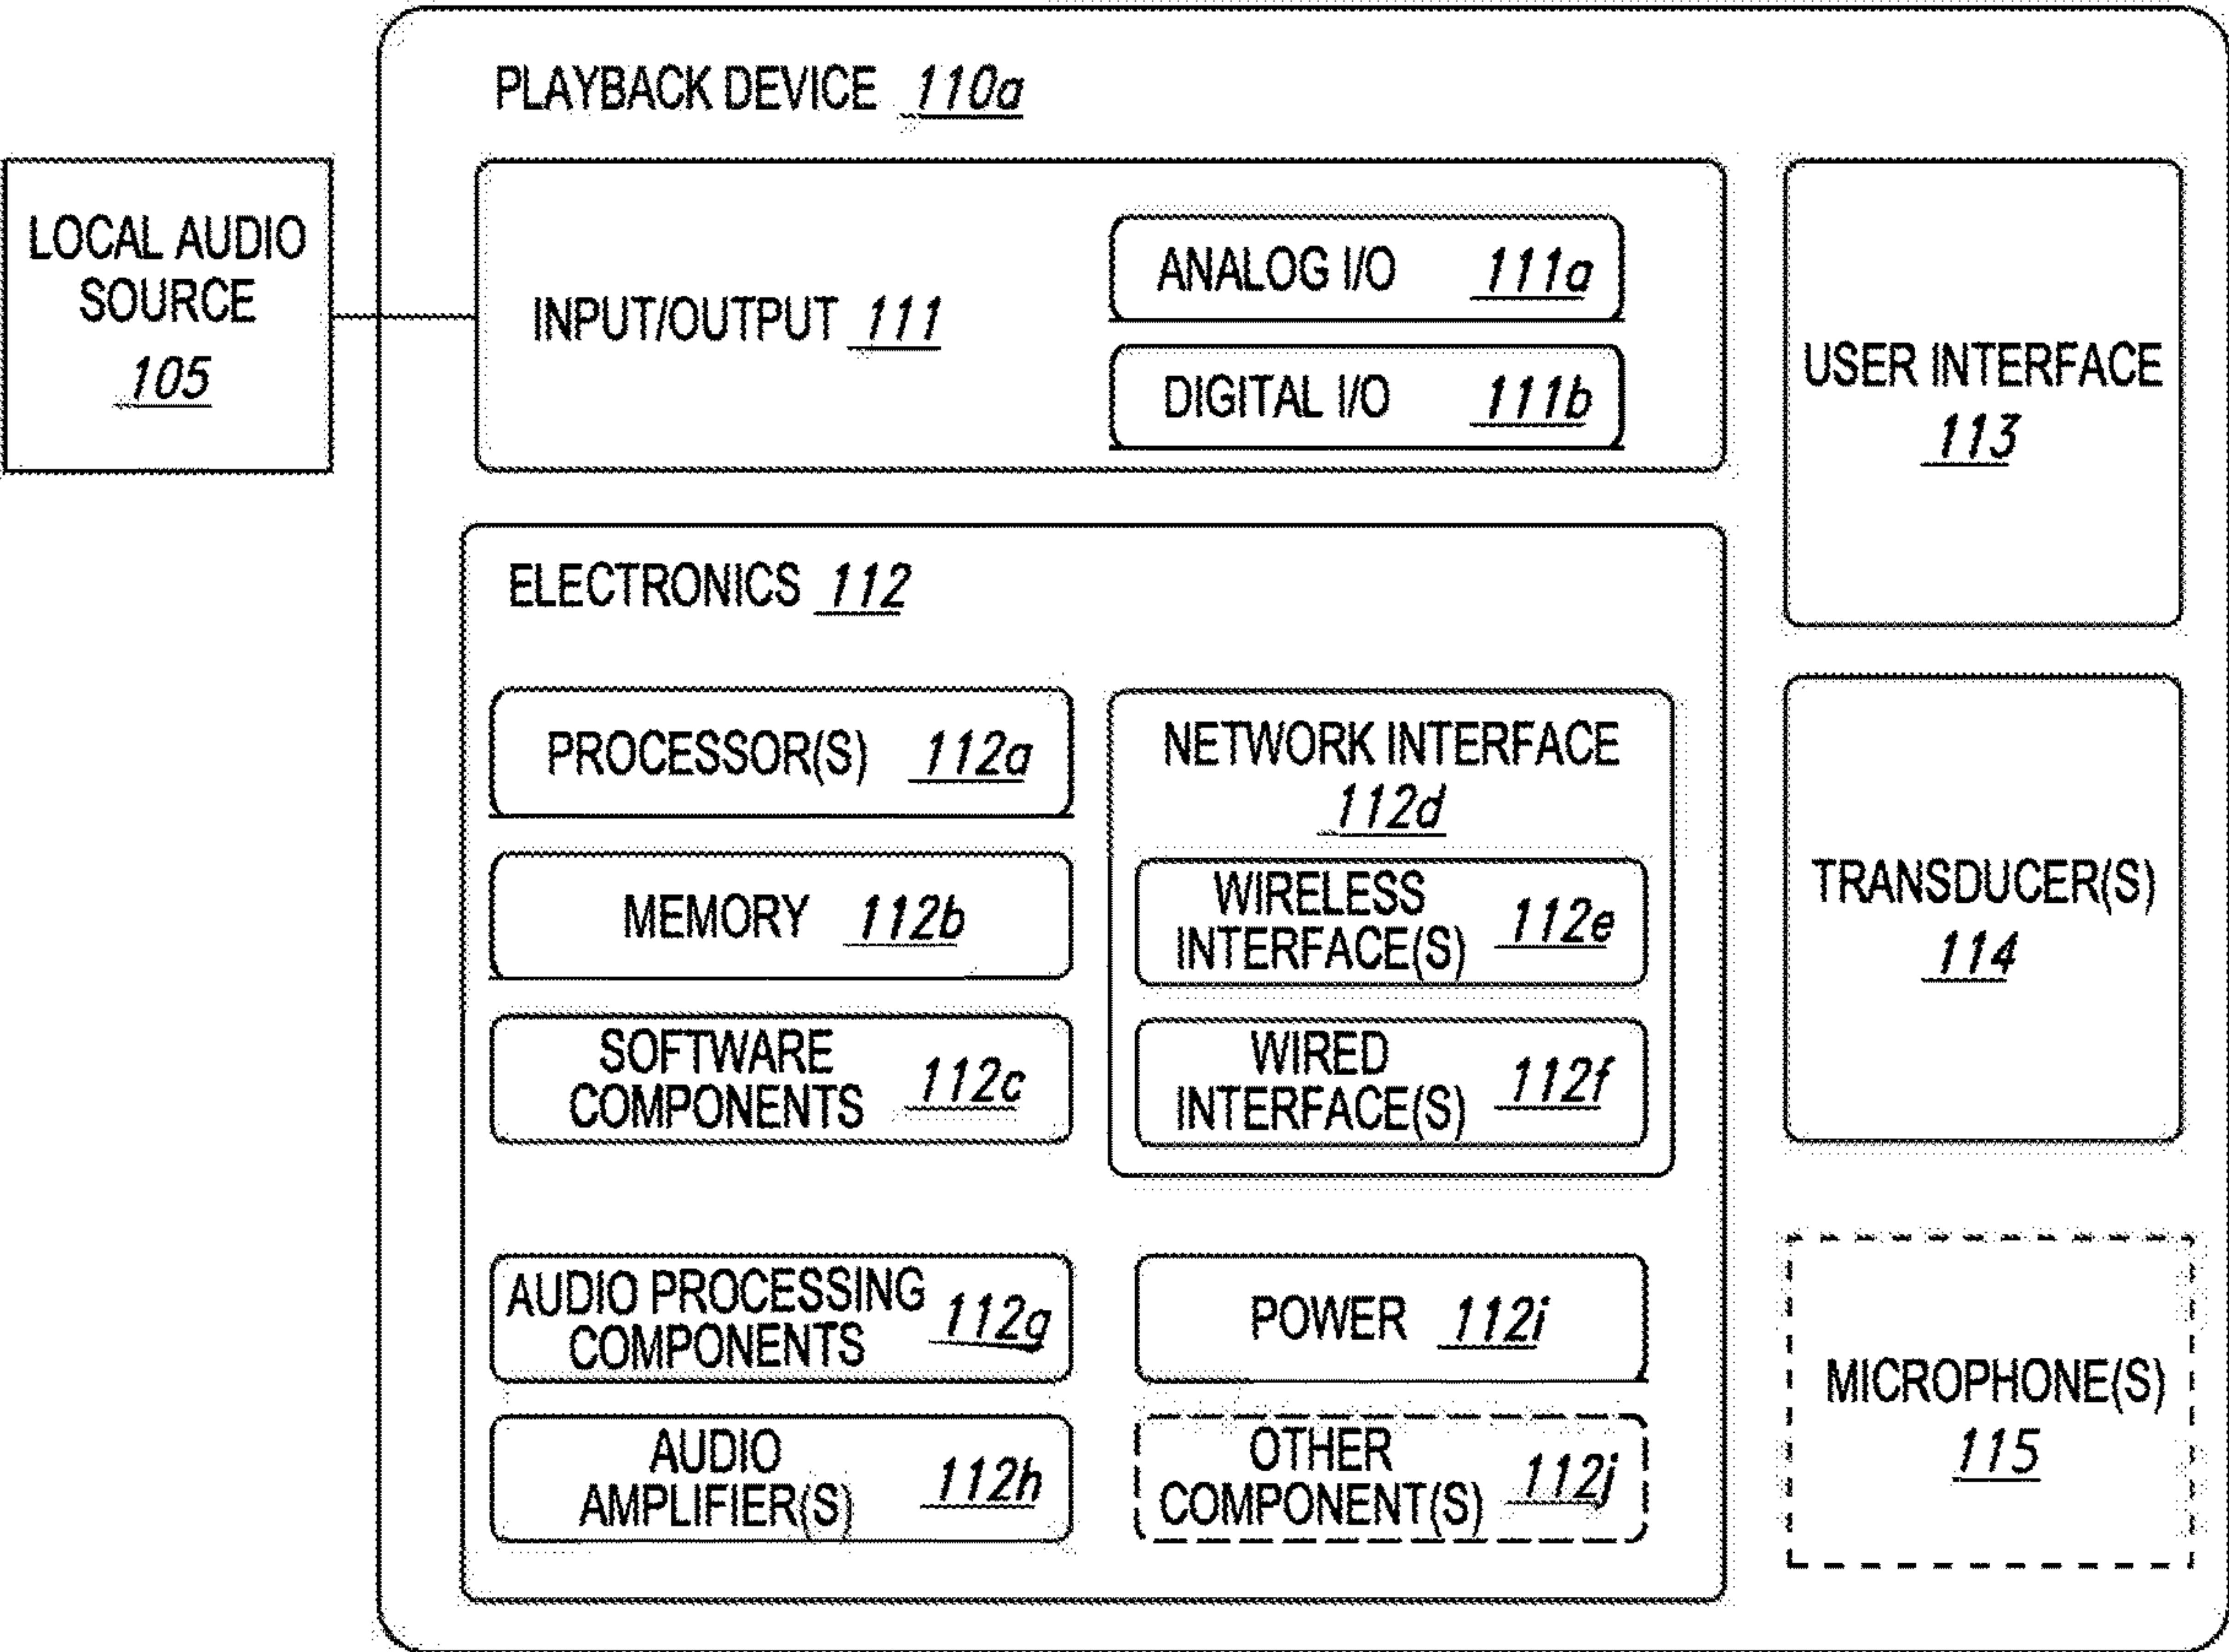 PLAYBACK DEVICE 110a
LOCAL AUDIO
SOURCE
105
INPUT/OUTPUT 111
ANALOG I/O 111a
DIGITAL I/O 111b
USER INTERFACE
113
ELECTRONICS 112
PROCESSOR(S) 112a
MEMORY 112b
SOFTWARE
COMPONENTS 112c
NETWORK INTERFACE
112d
WIRELESS
INTERFACE(S) 112e
WIRED
INTERFACE(S) 112f
TRANSDUCER(S)
114
AUDIO PROCESSING
COMPONENTS 112g
AUDIO
AMPLIFIER(S) 112h
POWER 112i
OTHER
COMPONENT(S) 112j
MICROPHONE(S)
115